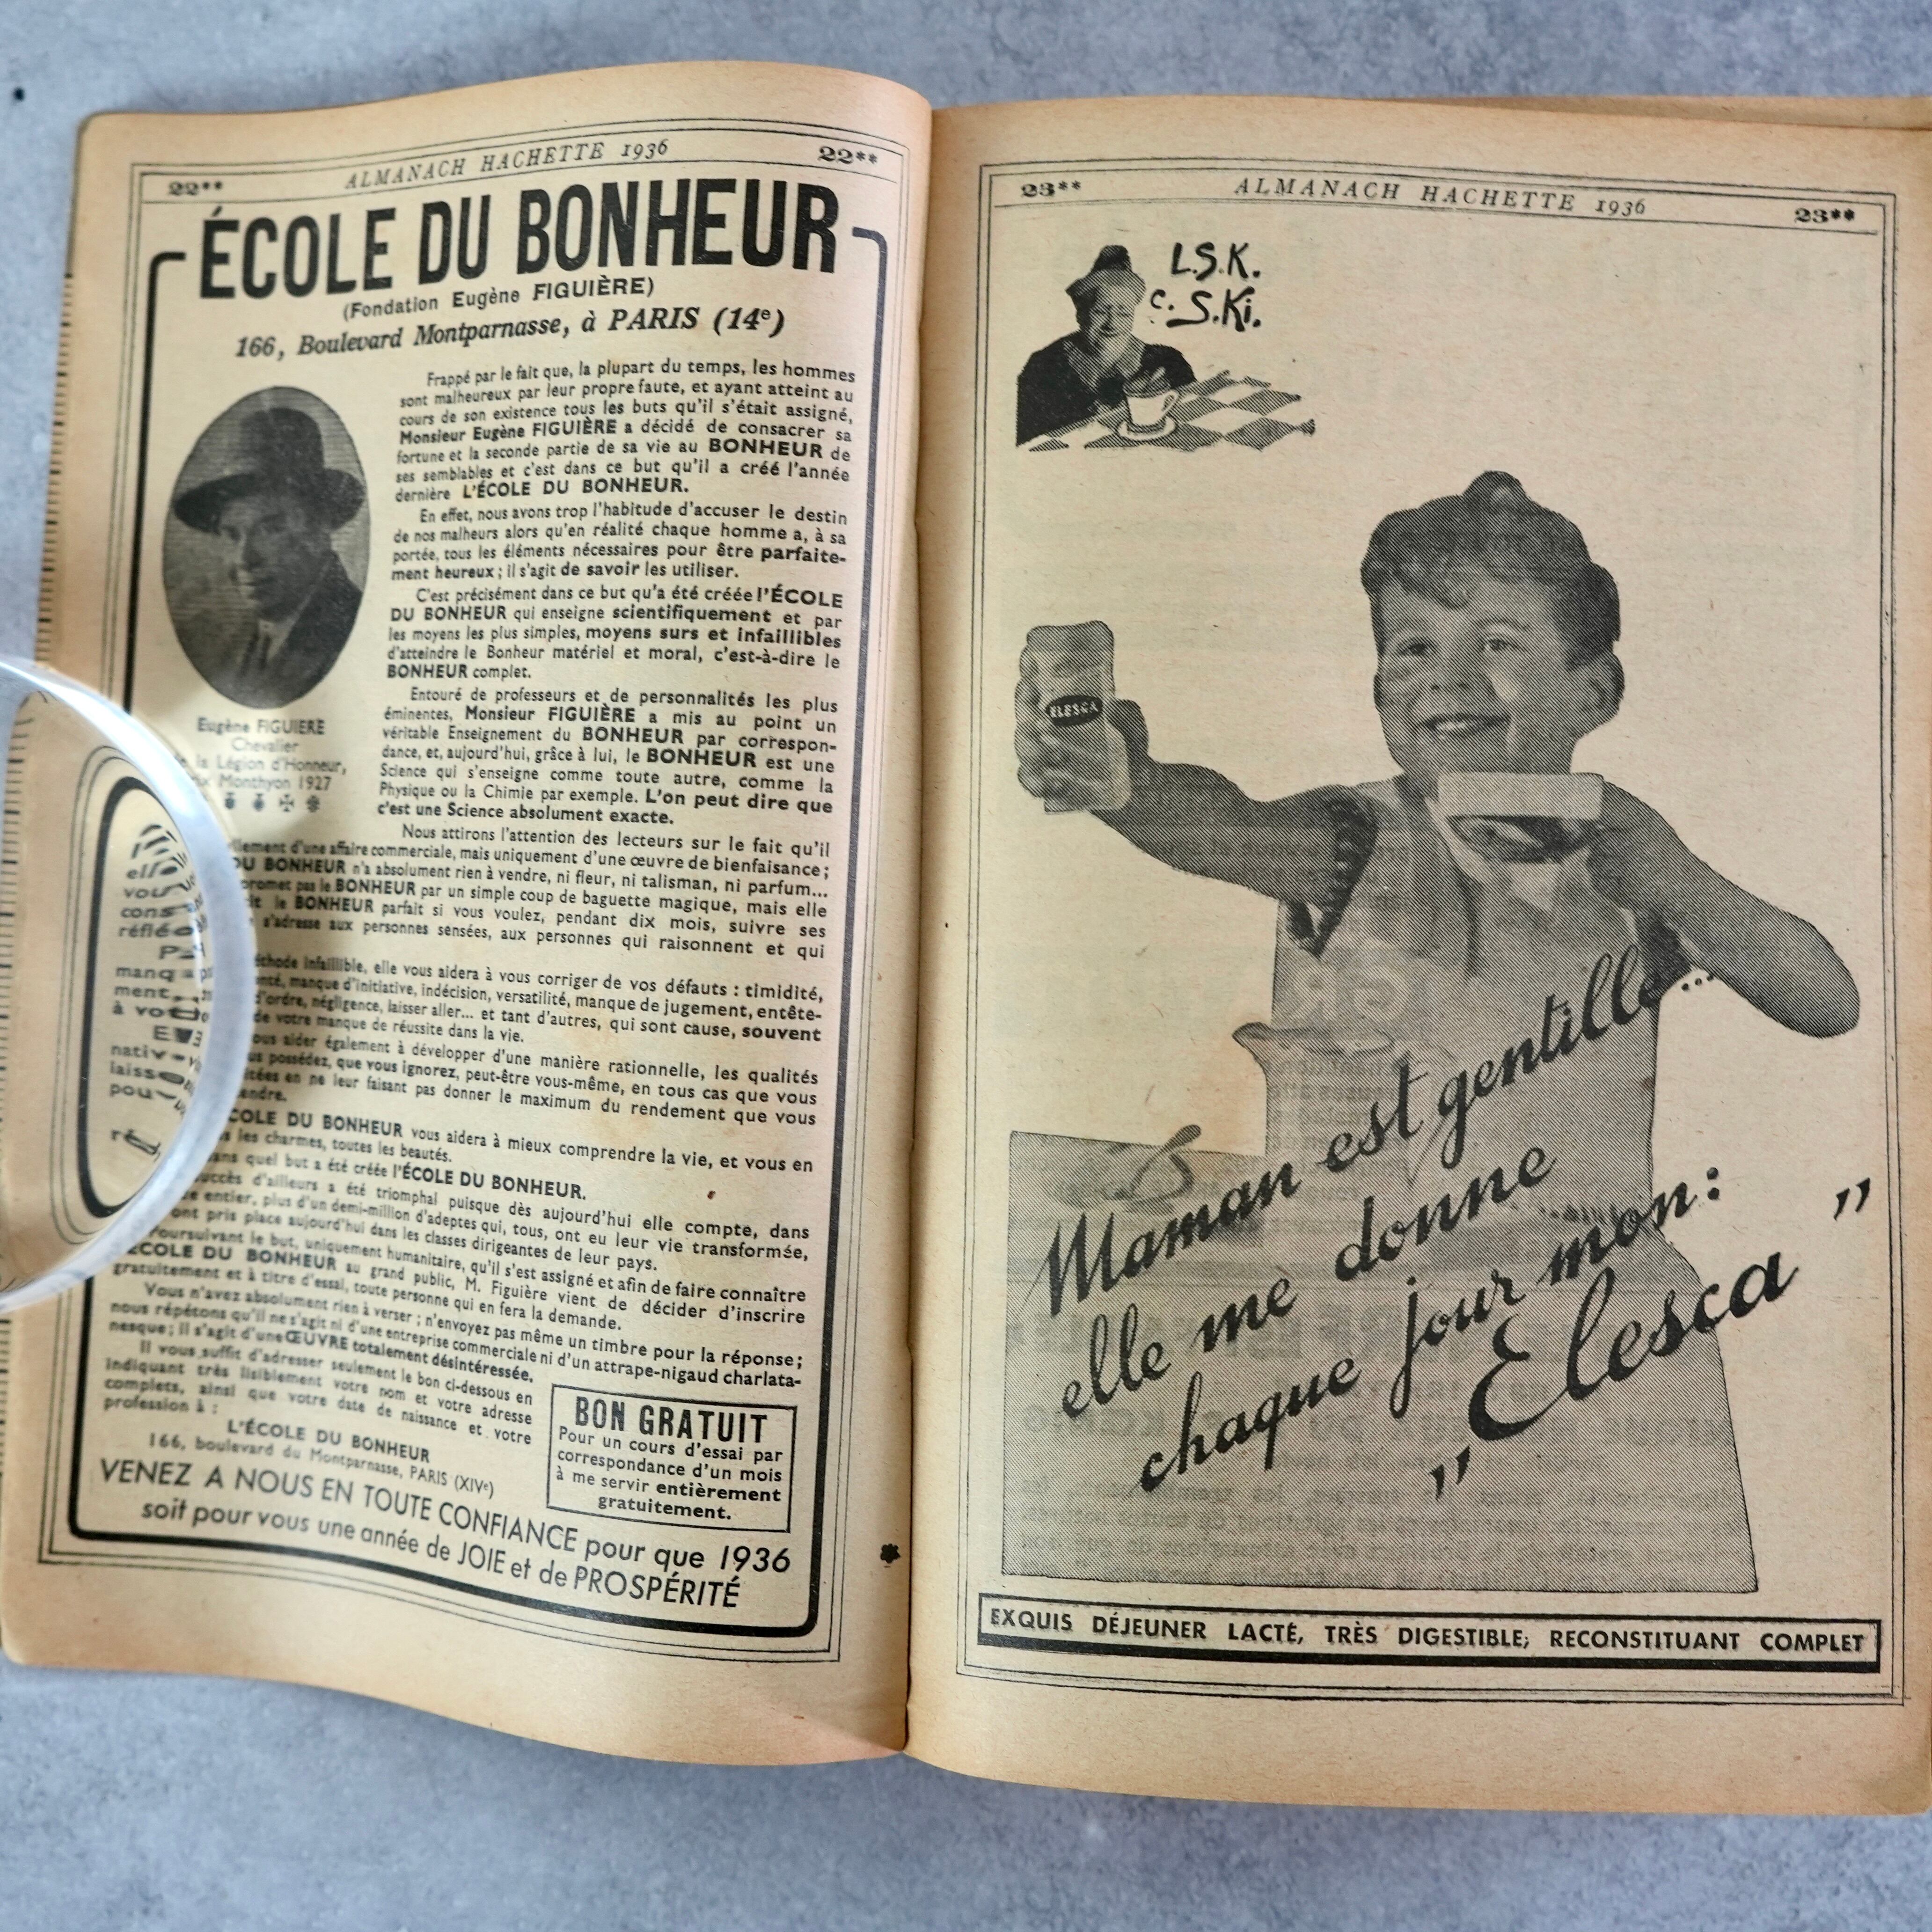 22**
ALMANACH HACHETTE 1936
22**
ÉCOLE DU BONHEUR
(Fondation Eugène FIGUIÈRE)
166, Boulevard Montparnasse, à PARIS (14e)
Frappé par le fait que, la plupart du temps, les hommes
sont malheureux par leur propre faute, et ayant atteint au
cours de son existence tous les buts qu'il s'était assigné,
Monsieur Eugène FIGUIÈRE a décidé de consacrer sa
fortune et la seconde partie de sa vie au BONHEUR de
ses semblables et c'est dans ce but qu'il a créé l'année
dernière L'ÉCOLE DU BONHEUR.
En effet, nous avons trop l'habitude d'accuser le destin
de nos malheurs alors qu'en réalité chaque homme a, à sa
portée, tous les éléments nécessaires pour être parfaite-
ment heureux ; il s'agit de savoir les utiliser.
C'est précisément dans ce but qu'a été créée l'ÉCOLE
DU BONHEUR qui enseigne scientifiquement et par
les moyens les plus simples, moyens surs et infaillibles
d'atteindre le Bonheur matériel et moral, c'est-à-dire le
BONHEUR complet.
Entouré de professeurs et de personnalités les plus
éminentes, Monsieur FIGUIÈRE a mis au point un
véritable Enseignement du BONHEUR par correspon-
dance, et, aujourd'hui, grâce à lui, le BONHEUR est une
Science qui s'enseigne comme toute autre, comme la
Physique ou la Chimie par exemple. L'on peut dire que
c'est une Science absolument exacte.
Eugène FIGUIERE
Chevalier
la Légion d'Honneur,
Monthyon 1927
Nous attirons l'attention des lecteurs sur le fait qu'il
d'une affaire commerciale, mais uniquement d'une œuvre de bienfaisance ;
DU BONHEUR n'a absolument rien à vendre, ni fleur, ni talisman, ni parfum...
promet pas le BONHEUR par un simple coup de baguette magique, mais elle
le BONHEUR parfait si vous voulez, pendant dix mois, suivre ses
s'adresse aux personnes sensées, aux personnes qui raisonnent et qui
infaillible, elle vous aidera à vous corriger de vos défauts : timidité,
manque d'initiative, indécision, versatilité, manque de jugement, entête-
d'ordre, négligence, laisser aller... et tant d'autres, qui sont cause, souvent
de votre manque de réussite dans la vie.
aider également à développer d'une manière rationnelle, les qualités
possédez, que vous ignorez, peut-être vous-même, en tous cas que vous
en ne leur faisant pas donner le maximum du rendement que vous
DU BONHEUR vous aidera à mieux comprendre la vie, et vous en
les charmes, toutes les beautés.
quel but a été créée l'ÉCOLE DU BONHEUR.
d'ailleurs a été triomphal puisque dès aujourd'hui elle compte, dans
entier, plus d'un demi-million d'adeptes qui, tous, ont eu leur vie transformée,
ont pris place aujourd'hui dans les classes dirigeantes de leur pays.
Poursuivant le but, uniquement humanitaire, qu'il s'est assigné et afin de faire connaître
ÉCOLE DU BONHEUR au grand public, M. Figuière vient de décider d'inscrire
gratuitement et à titre d'essai, toute personne qui en fera la demande.
Vous n'avez absolument rien à verser ; n'envoyez pas même un timbre pour la réponse ;
nous répétons qu'il ne s'agit ni d'une entreprise commerciale ni d'un attrape-nigaud charlata-
nesque ; il s'agit d'une ŒUVRE totalement désintéressée.
Il vous suffit d'adresser seulement le bon ci-dessous en
indiquant très lisiblement votre nom et votre adresse
complets, ainsi que votre date de naissance et votre
profession à :
L'ÉCOLE DU BONHEUR
166, boulevard du Montparnasse, PARIS (XIVe)
BON GRATUIT
Pour un cours d'essai par
correspondance d'un mois
à me servir entièrement
gratuitement.
VENEZ A NOUS EN TOUTE CONFIANCE pour que 1936
soit pour vous une année de JOIE et de PROSPÉRITÉ
23**
ALMANACH HACHETTE 1936
23**
L.S.K.
C. S.Ki.
ELESCA
Maman est gentille...
elle me donne
chaque jour mon:
"Elesca"
EXQUIS DÉJEUNER LACTÉ, TRÈS DIGESTIBLE, RECONSTITUANT COMPLET